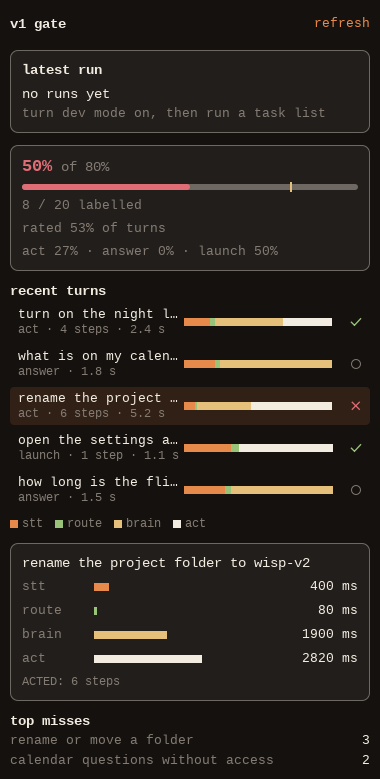 v1 gate refresh
latest run
no runs yet
turn dev mode on, then run a task list
50% of 80%
8 / 20 labelled
rated 53% of turns
act 27% · answer 0% · launch 50%
recent turns
turn on the night l…
act · 4 steps · 2.4 s
what is on my calen…
answer · 1.8 s
rename the project …
act · 6 steps · 5.2 s
open the settings a…
launch · 1 step · 1.1 s
how long is the fli…
answer · 1.5 s
stt route brain act
rename the project folder to wisp-v2
stt 400 ms
route 80 ms
brain 1900 ms
act 2820 ms
ACTED: 6 steps
top misses
rename or move a folder 3
calendar questions without access 2